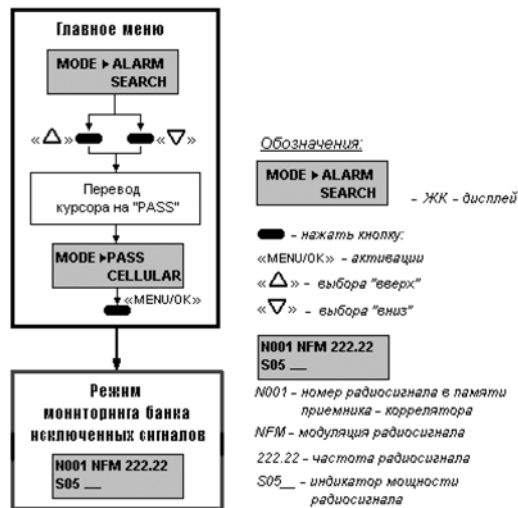 Главное меню
MODE ▸ ALARM
SEARCH
«△» «▽»
Перевод
курсора на "PASS"
MODE ▸PASS
CELLULAR
«MENU/OK»
Режим
мониторинга банка
исключенных сигналов
N001 NFM 222.22
S05 __
Обозначения:
MODE ▸ ALARM
SEARCH
- ЖК - дисплей
- нажать кнопку:
«MENU/OK» - активации
«△» - выбора "вверх"
«▽» - выбора "вниз"
N001 NFM 222.22
S05 __
N001 - номер радиосигнала в памяти
приемника - коррелятора
NFM - модуляция радиосигнала
222.22 - частота радиосигнала
S05__ - индикатор мощности
радиосигнала